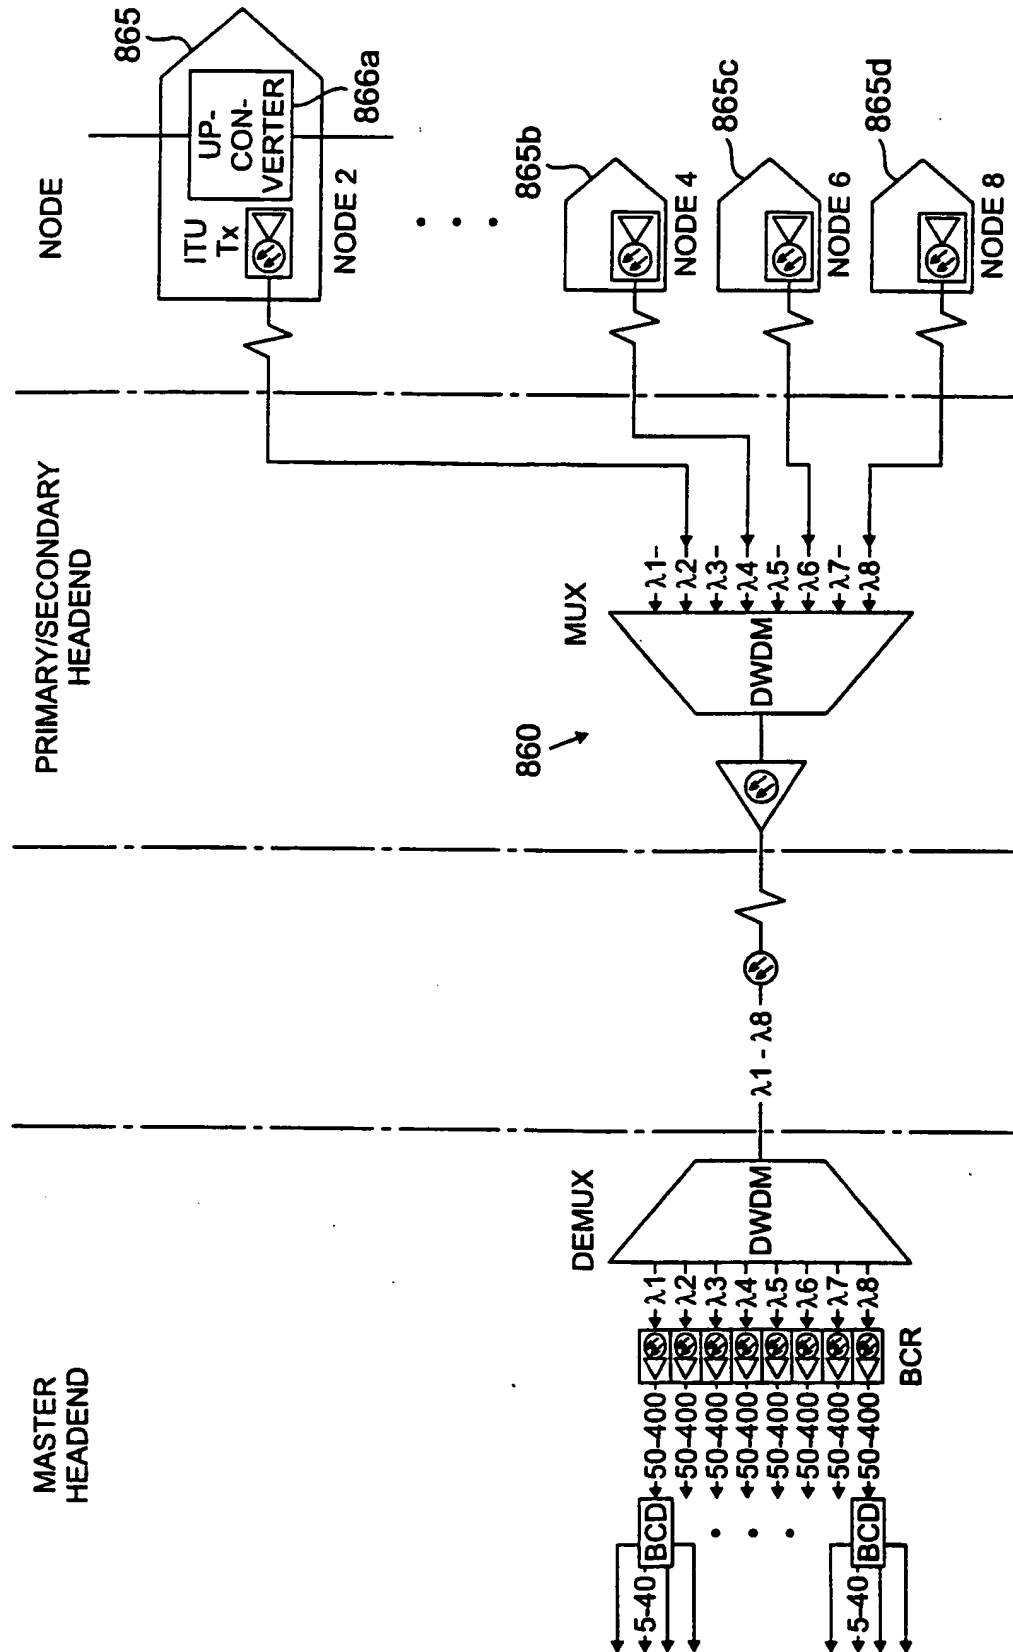 MASTER
HEADEND
PRIMARY/SECONDARY
HEADEND
NODE
865
UP-
CON-
VERTER
866a
ITU
Tx
NODE 2
865b
NODE 4
865c
NODE 6
865d
NODE 8
MUX
λ1
λ2
λ3
λ4
λ5
λ6
λ7
λ8
DWDM
860
λ1 - λ8
DEMUX
DWDM
λ1
λ2
λ3
λ4
λ5
λ6
λ7
λ8
BCR
50-400
50-400
50-400
50-400
50-400
50-400
50-400
50-400
BCD
5-40
BCD
5-40